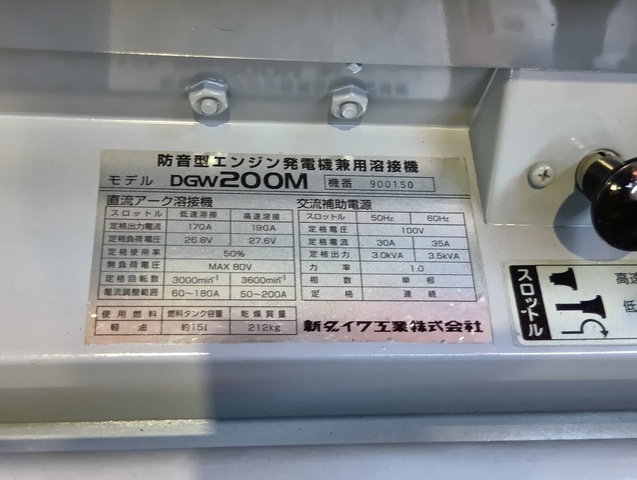 防音型エンジン発電機兼用溶接機
モデル DGW200M 機番 900150
直流アーク溶接機
スロットル 低速溶接 高速溶接
定格出力電流 170A 190A
定格負荷電圧 26.8V 27.6V
定格使用率 50%
無負荷電圧 MAX 80V
定格回転数 3000min⁻¹ 3600min⁻¹
電流調整範囲 60〜180A 50〜200A
交流補助電源
スロットル 50Hz 60Hz
定格電圧 100V
定格電流 30A 35A
定格出力 3.0kVA 3.5kVA
力率 1.0
相数 単相
定格 連続
使用燃料 燃料タンク容量 乾燥質量
軽油 約15ℓ 212kg
新ダイワ工業株式会社
スロットル
高速
低